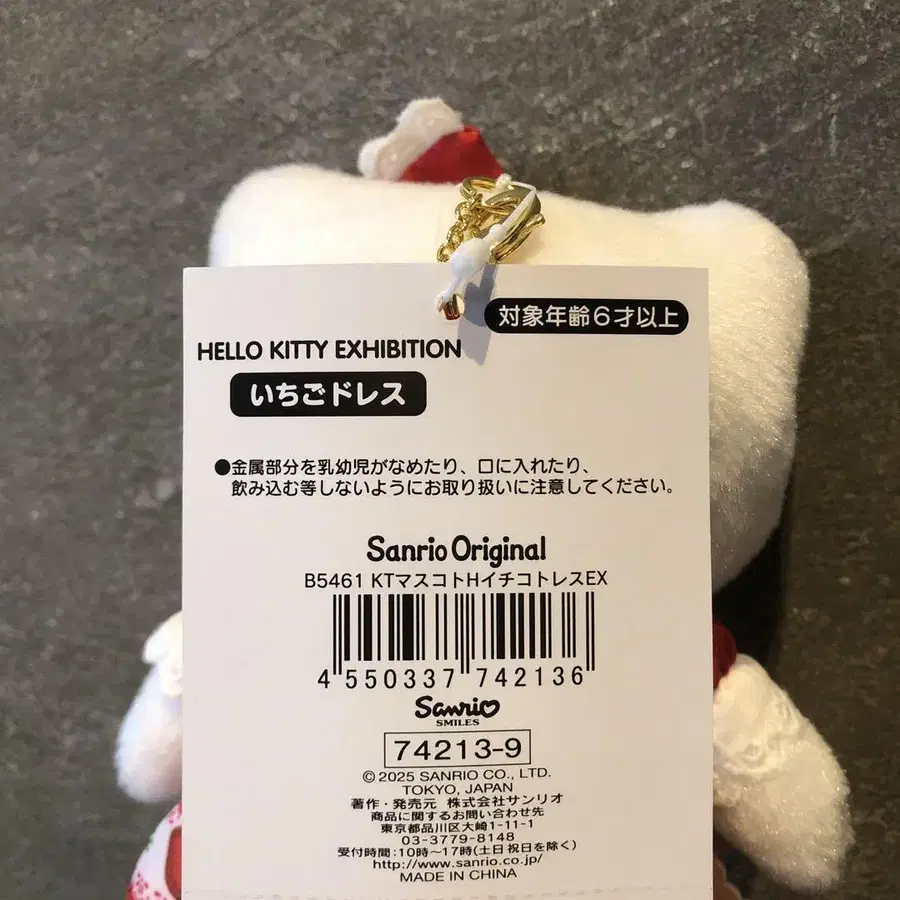 対象年齢6才以上
HELLO KITTY EXHIBITION
いちごドレス
●金属部分を乳幼児がなめたり、口に入れたり、
飲み込む等しないようにお取り扱いに注意してください。
Sanrio Original
B5461 KTマスコトHイチコトレスEX
4 550337 742136
Sanrio
SMILES
74213-9
© 2025 SANRIO CO., LTD.
TOKYO, JAPAN
著作・発売元 株式会社サンリオ
商品に関するお問い合わせ先
東京都品川区大崎1-11-1
03-3779-8148
受付時間:10時~17時(土日祝日を除く)
http://www.sanrio.co.jp/
MADE IN CHINA